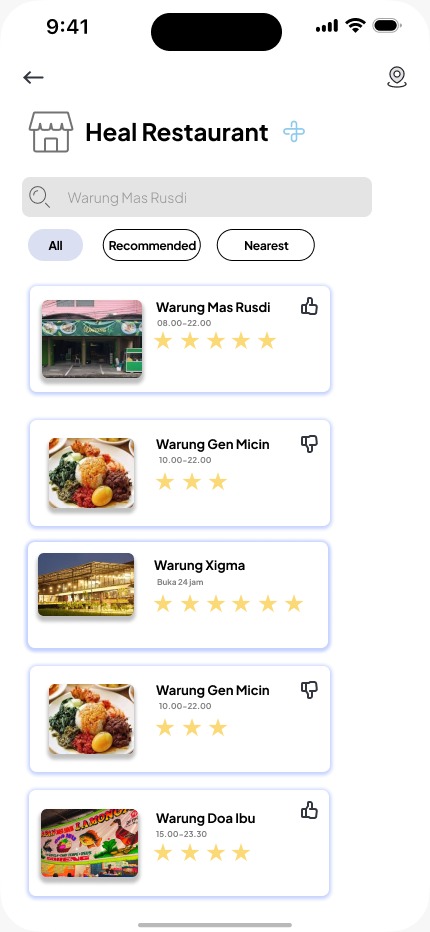 9:41
Heal Restaurant
Warung Mas Rusdi
All
Recommended
Nearest
Warung Mas Rusdi
08.00-22.00
Warung Gen Micin
10.00-22.00
Warung Xigma
Buka 24 jam
Warung Gen Micin
10.00-22.00
Warung Doa Ibu
15.00-23.30
LAMONGAN